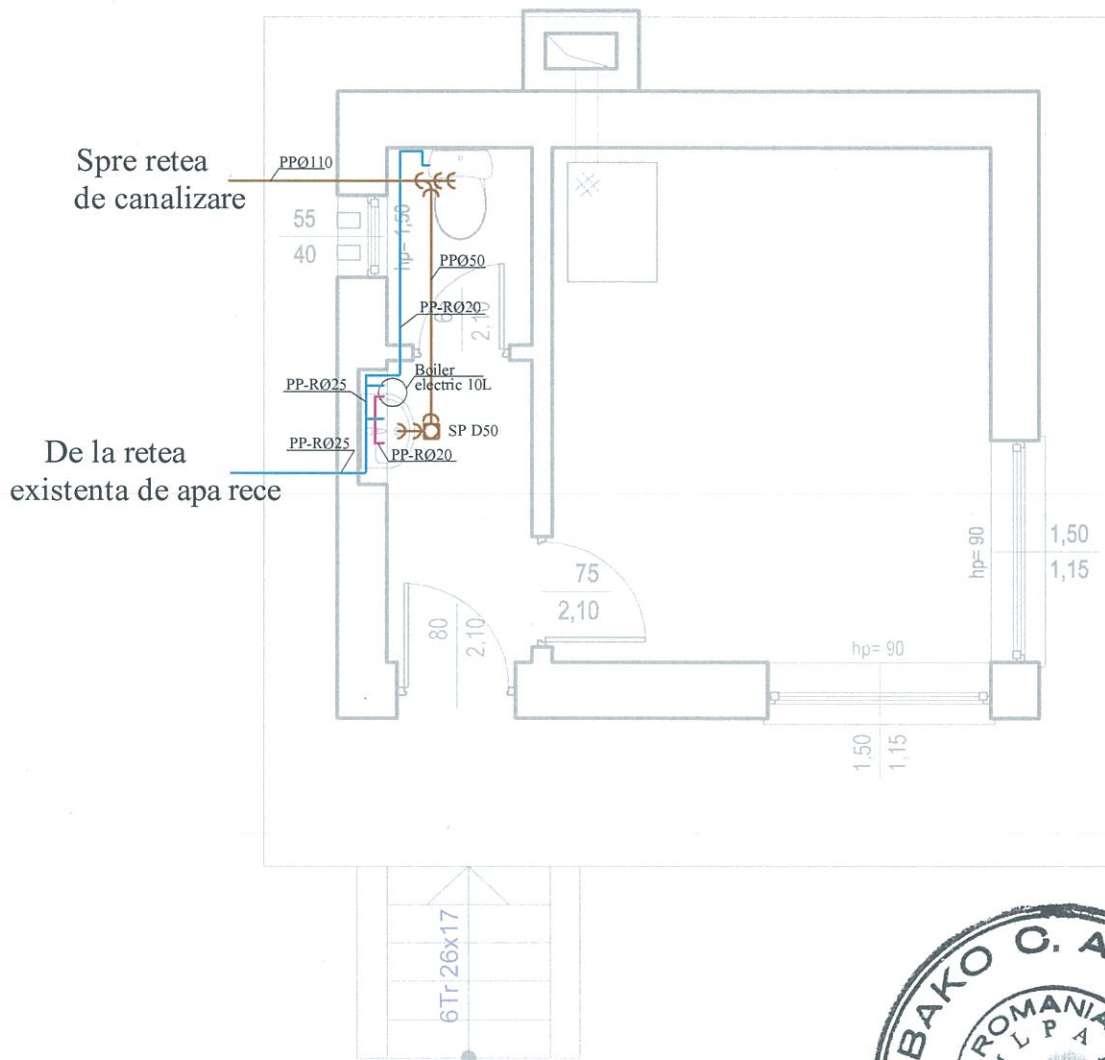 Spre retea
de canalizare
PPØ110
55
40
hp= 1,50
PPØ50
PP-RØ20
2.10
Boiler
electric 10L
PP-RØ25
SP D50
PP-RØ25
PP-RØ20
De la retea
existenta de apa rece
75
2,10
80
2.10
hp= 90
1,50
1,15
hp= 90
1.50
1,15
6Tr 26x17
BAKO C. A
ROMANIA
L P A